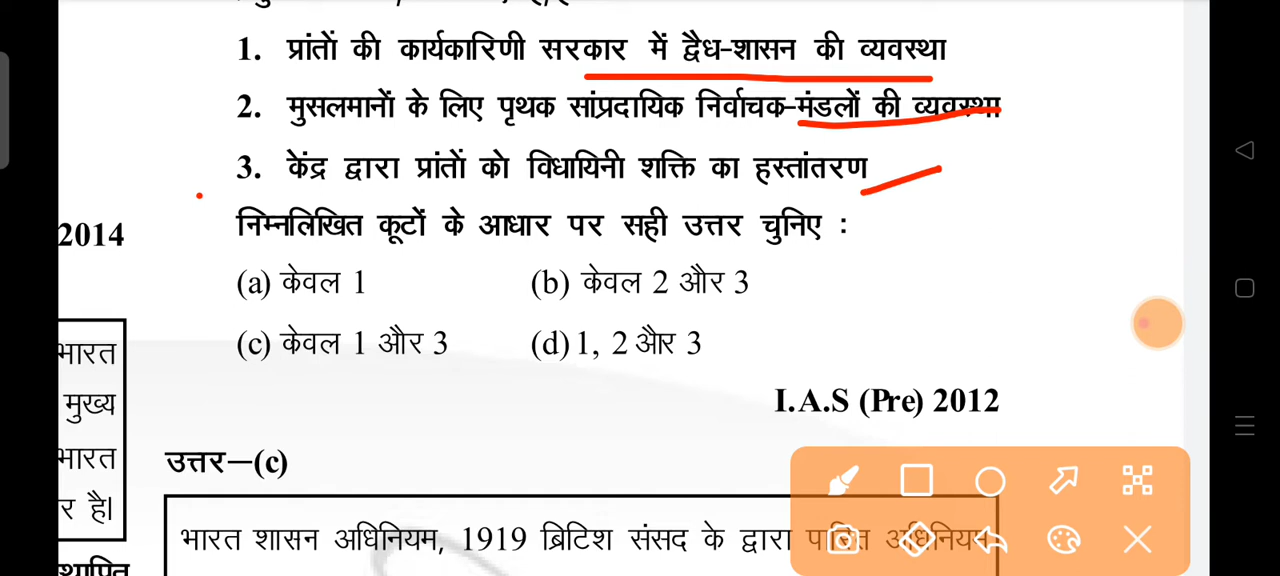 1. प्रांतों की कार्यकारिणी सरकार में द्वैध-शासन की व्यवस्था
2. मुसलमानों के लिए पृथक सांप्रदायिक निर्वाचक-मंडलों की व्यवस्था
3. केंद्र द्वारा प्रांतों को विधायिनी शक्ति का हस्तांतरण
निम्नलिखित कूटों के आधार पर सही उत्तर चुनिए :
(a) केवल 1 (b) केवल 2 और 3
(c) केवल 1 और 3 (d) 1, 2 और 3
I.A.S (Pre) 2012
उत्तर–(c)
भारत शासन अधिनियम, 1919 ब्रिटिश संसद के द्वारा पारित अधिनियम
2014
भारत
मुख्य
भारत
र है।